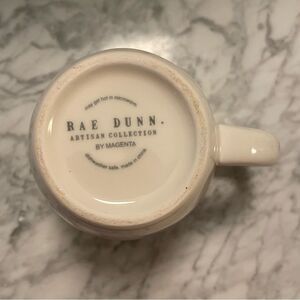 may get hot in microwave.
RAE DUNN.
ARTISAN COLLECTION
BY MAGENTA
dishwasher safe. made in china.